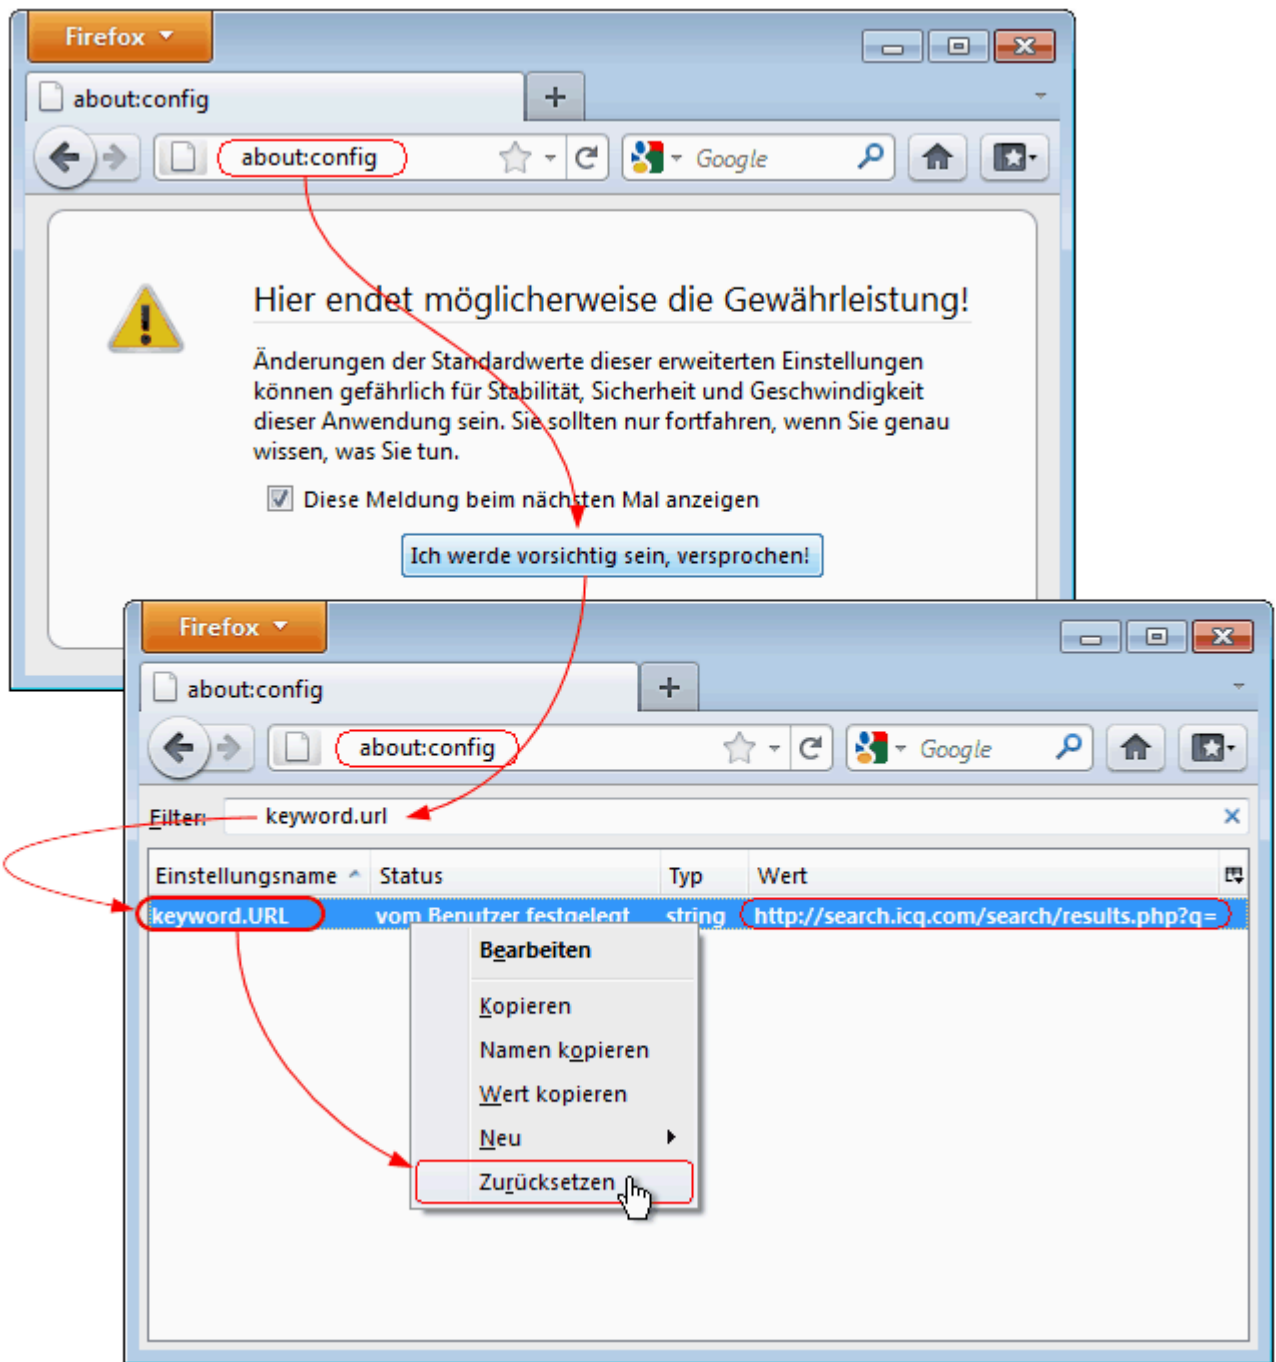 Firefox
about:config
about:config
Google
Hier endet möglicherweise die Gewährleistung!
Änderungen der Standardwerte dieser erweiterten Einstellungen
können gefährlich für Stabilität, Sicherheit und Geschwindigkeit
dieser Anwendung sein. Sie sollten nur fortfahren, wenn Sie genau
wissen, was Sie tun.
Diese Meldung beim nächsten Mal anzeigen
Ich werde vorsichtig sein, versprochen!
Firefox
about:config
about:config
Google
Filter: keyword.url
Einstellungsname Status Typ Wert
keyword.URL vom Benutzer festgelegt string http://search.icq.com/search/results.php?q=
Bearbeiten
Kopieren
Namen kopieren
Wert kopieren
Neu
Zurücksetzen